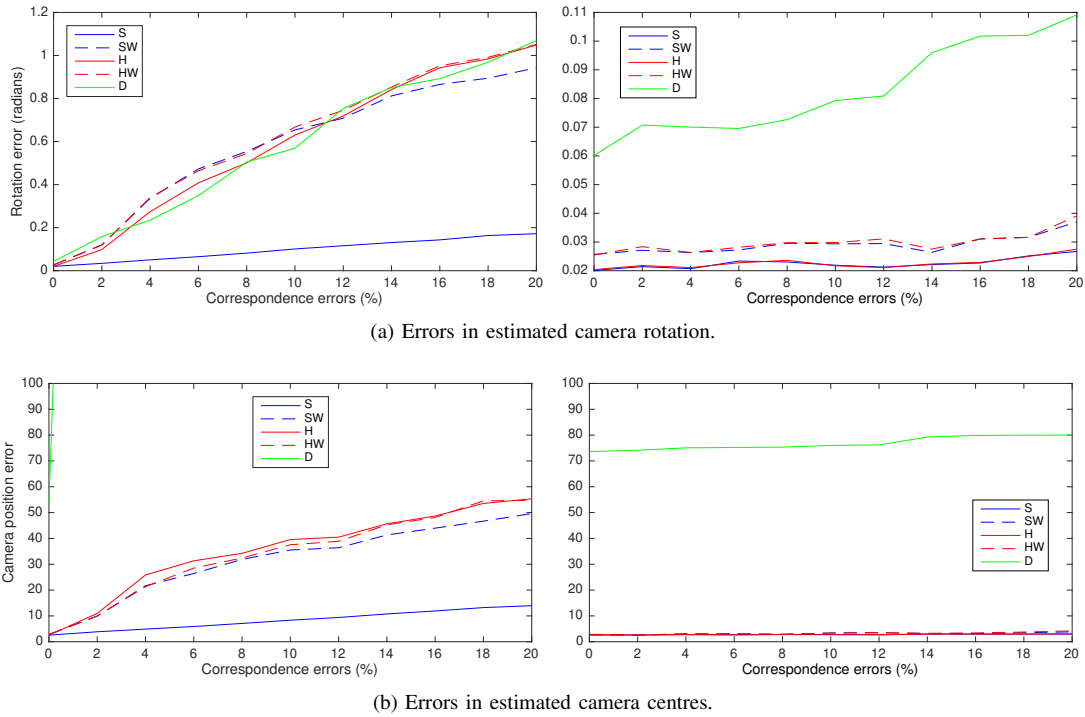 1.2
1
0.8
0.6
0.4
0.2
0
Rotation error (radians)
S
SW
H
HW
D
0 2 4 6 8 10 12 14 16 18 20
Correspondence errors (%)
0.11
0.1
0.09
0.08
0.07
0.06
0.05
0.04
0.03
0.02
S
SW
H
HW
D
0 2 4 6 8 10 12 14 16 18 20
Correspondence errors (%)
(a) Errors in estimated camera rotation.
100
90
80
70
60
50
40
30
20
10
0
Camera position error
S
SW
H
HW
D
0 2 4 6 8 10 12 14 16 18 20
Correspondence errors (%)
100
90
80
70
60
50
40
30
20
10
0
S
SW
H
HW
D
0 2 4 6 8 10 12 14 16 18 20
Correspondence errors (%)
(b) Errors in estimated camera centres.